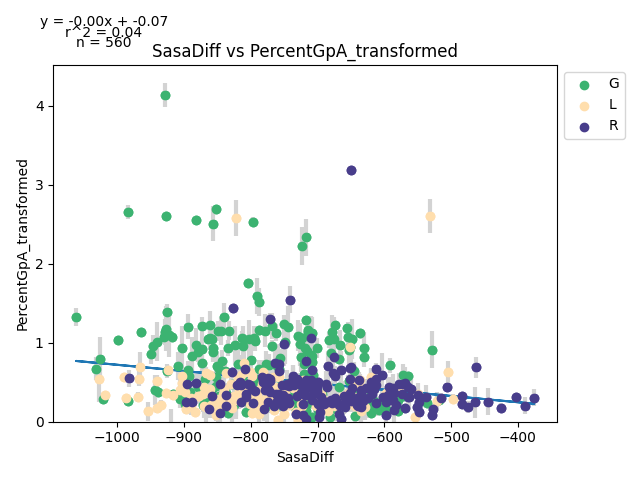 y = -0.00x + -0.07
r^2 = 0.04
n = 560
SasaDiff vs PercentGpA_transformed
G
L
R
PercentGpA_transformed
4
3
2
1
0
−1000 −900 −800 −700 −600 −500 −400
SasaDiff